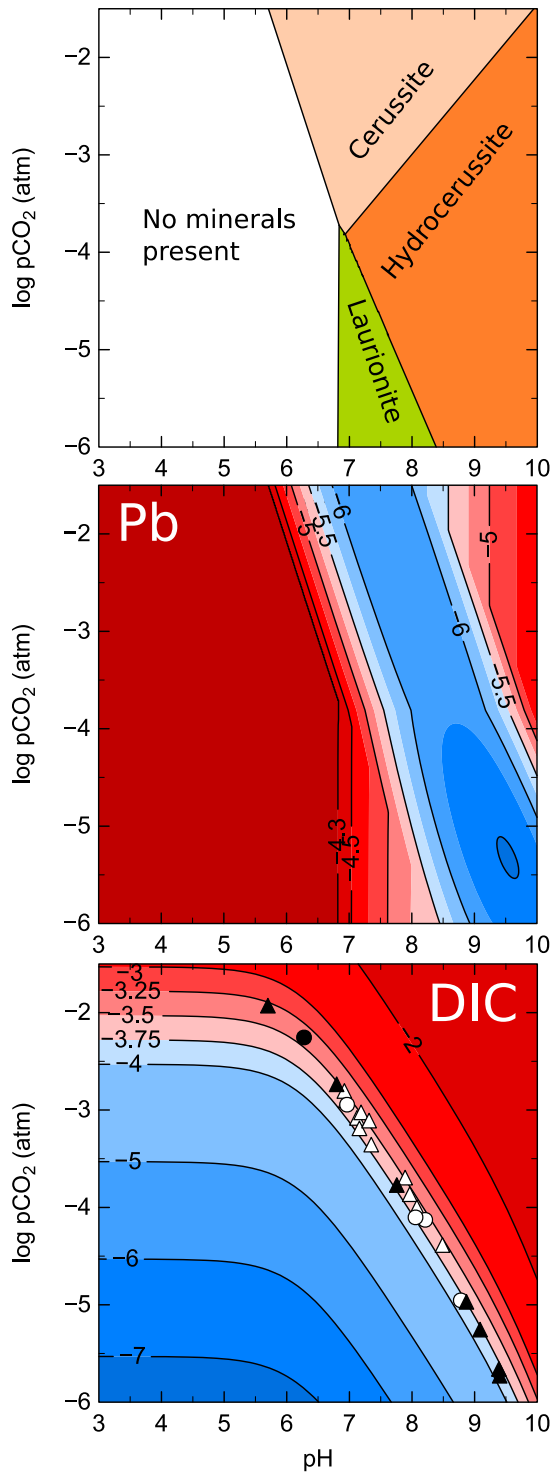 −2
−3
−4
−5
−6
log pCO₂ (atm)
Cerussite
Hydrocerussite
No minerals
present
Laurionite
3 4 5 6 7 8 9 10
Pb
−2
−3
−4
−5
−6
log pCO₂ (atm)
−5
−5.5
−6
−5
−6
−5.5
−4.3
−4.5
3 4 5 6 7 8 9 10
DIC
−2
−3
−4
−5
−6
log pCO₂ (atm)
−3
−3.25
−3.5
−3.75
−4
−5
−6
−7
−2
3 4 5 6 7 8 9 10
pH